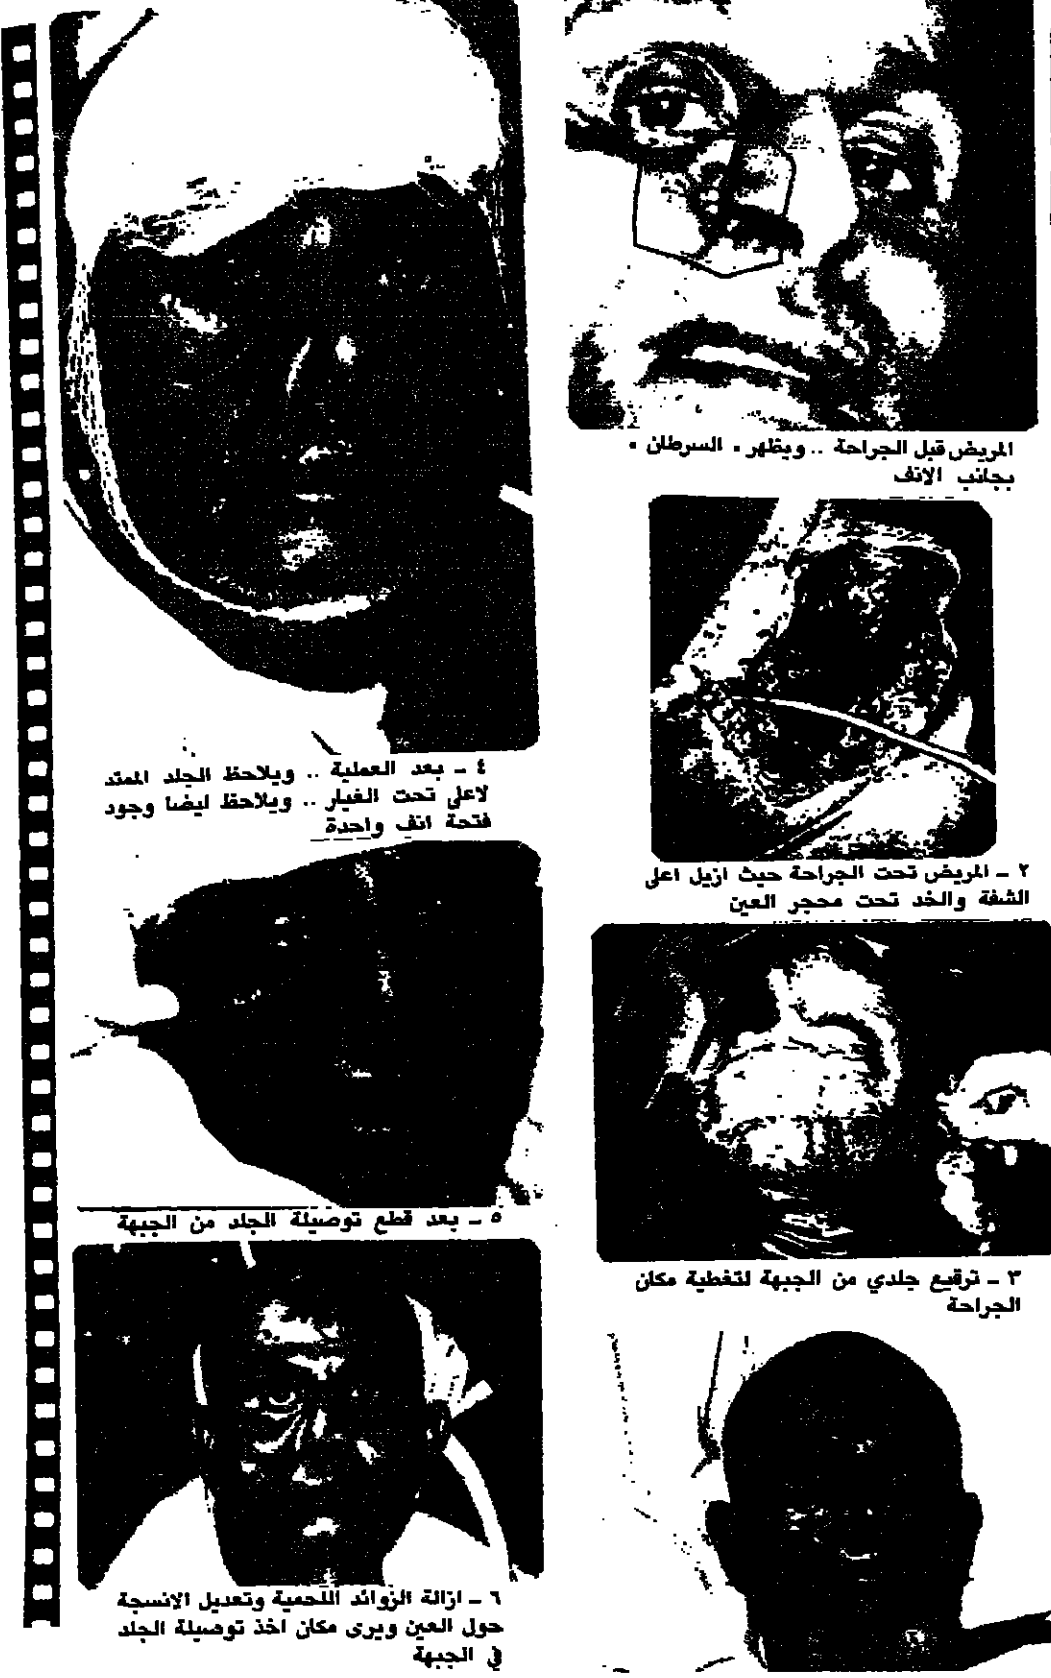 المريض قبل الجراحة .. ويظهر « السرطان »
بجانب الانف
٢ ـ المريض تحت الجراحة حيث ازيل اعلى
الشفة والخد تحت محجر العين
٣ ـ ترقيع جلدي من الجبهة لتغطية مكان
الجراحة
٤ ـ بعد العملية .. ويلاحظ الجلد الممتد
لاعلى تحت الغيار .. ويلاحظ ايضا وجود
فتحة انف واحدة
٥ ـ بعد قطع توصيلة الجلد من الجبهة
٦ ـ ازالة الزوائد اللحمية وتعديل الانسجة
حول العين ويرى مكان اخذ توصيلة الجلد
في الجبهة